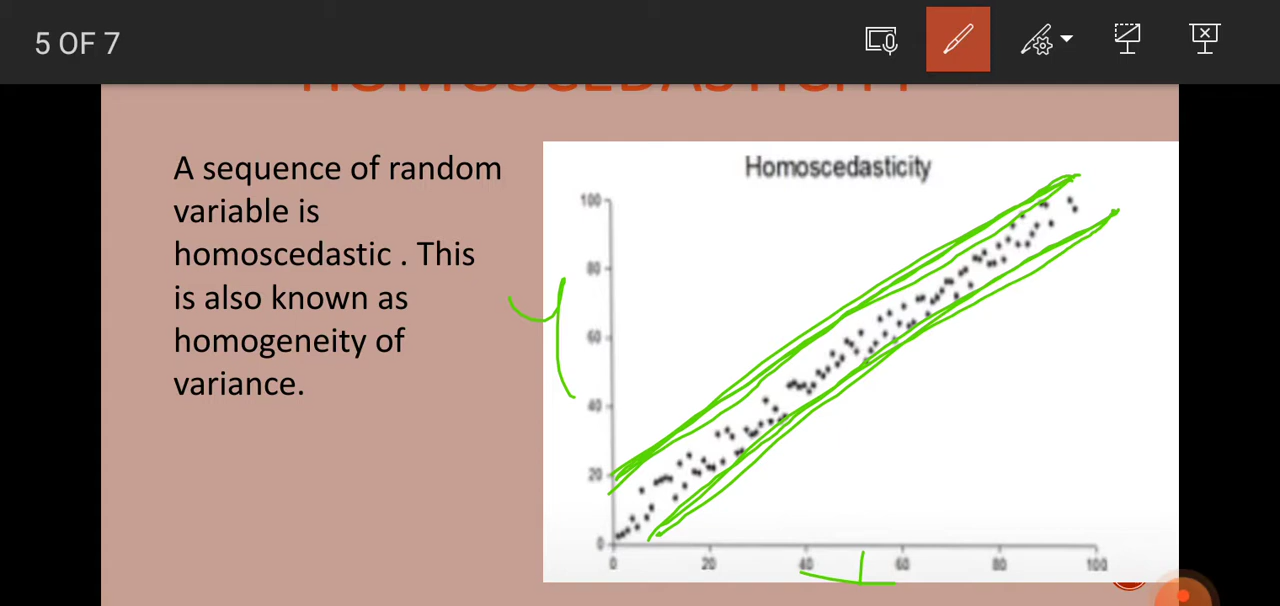 5 OF 7
HOMOSCEDASTICITY
A sequence of random
variable is
homoscedastic . This
is also known as
homogeneity of
variance.
Homoscedasticity
100
80
60
40
20
0
0 20 40 60 80 100